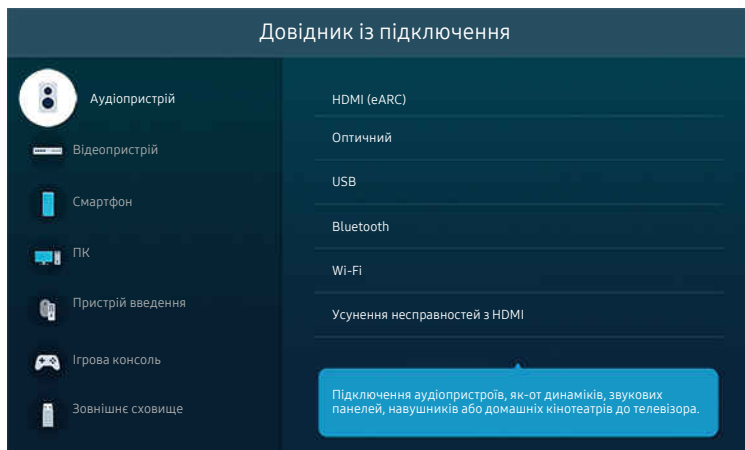 Довідник із підключення
Аудіопристрій
Відеопристрій
Смартфон
ПК
Пристрій введення
Ігрова консоль
Зовнішнє сховище
HDMI (eARC)
Оптичний
USB
Bluetooth
Wi-Fi
Усунення несправностей з HDMI
Підключення аудіопристроїв, як-от динаміків, звукових
панелей, навушників або домашніх кінотеатрів до телевізора.